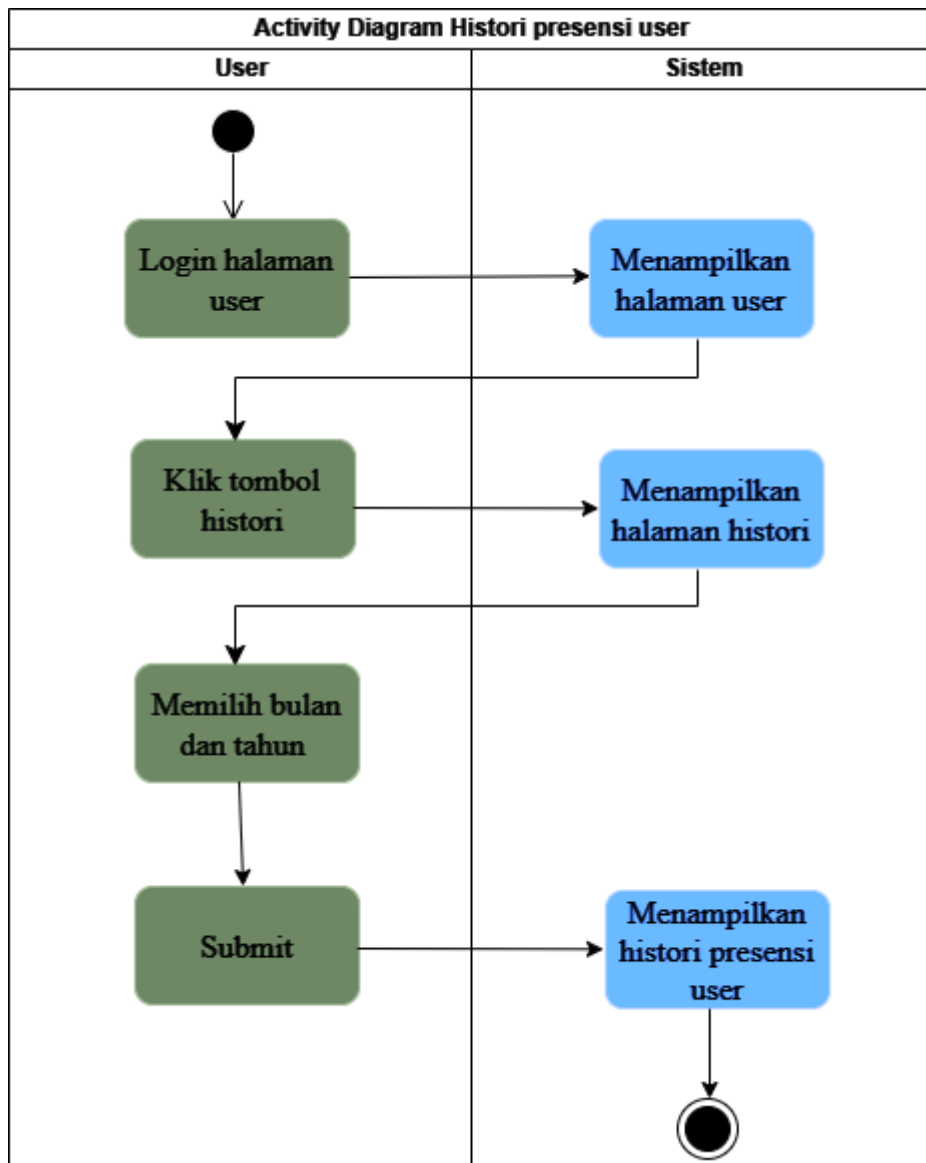 Activity Diagram Histori presensi user
User
Sistem
Login halaman
user
Menampilkan
halaman user
Klik tombol
histori
Menampilkan
halaman histori
Memilih bulan
dan tahun
Submit
Menampilkan
histori presensi
user